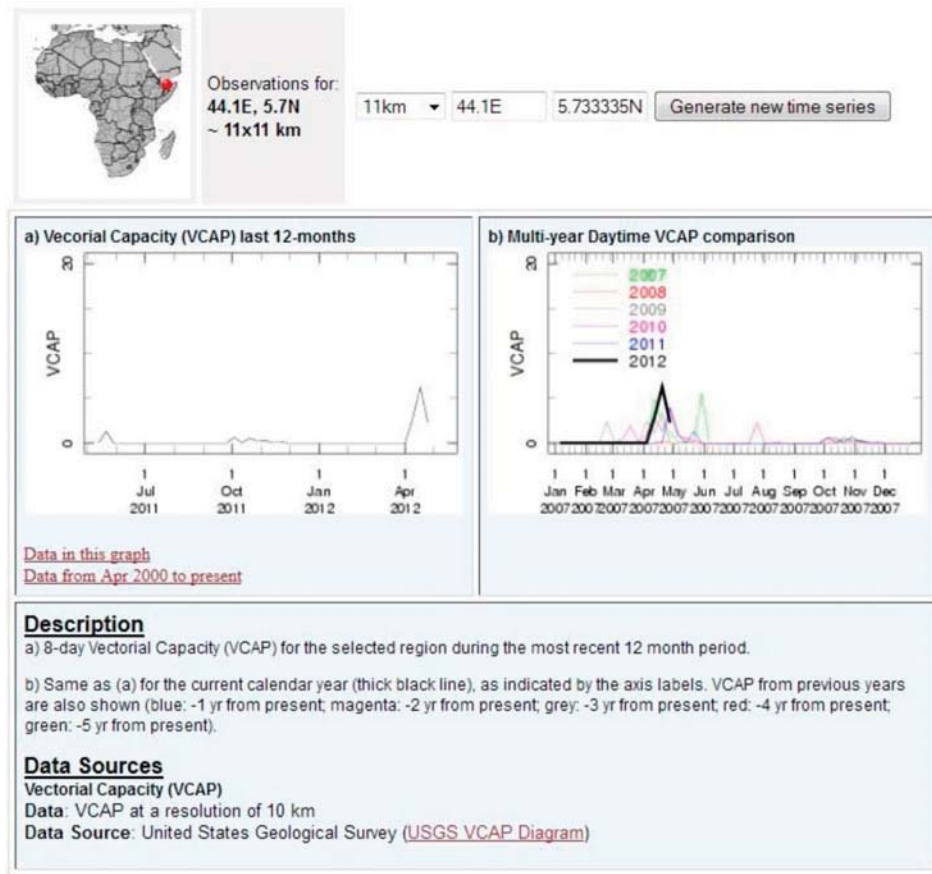 Observations for:
44.1E, 5.7N
~ 11x11 km
11km 44.1E 5.733335N Generate new time series
a) Vecorial Capacity (VCAP) last 12-months
20
VCAP
0
1 1 1 1
Jul Oct Jan Apr
2011 2011 2012 2012
Data in this graph
Data from Apr 2000 to present
b) Multi-year Daytime VCAP comparison
20
VCAP
0
2007
2008
2009
2010
2011
2012
1 1 1 1 1 1 1 1 1 1 1 1
Jan Feb Mar Apr May Jun Jul Aug Sep Oct Nov Dec
2007 2007 2007 2007 2007 2007 2007 2007 2007 2007 2007 2007
Description
a) 8-day Vectorial Capacity (VCAP) for the selected region during the most recent 12 month period.
b) Same as (a) for the current calendar year (thick black line), as indicated by the axis labels. VCAP from previous years
are also shown (blue: -1 yr from present; magenta: -2 yr from present; grey: -3 yr from present; red: -4 yr from present;
green: -5 yr from present).
Data Sources
Vectorial Capacity (VCAP)
Data: VCAP at a resolution of 10 km
Data Source: United States Geological Survey (USGS VCAP Diagram)